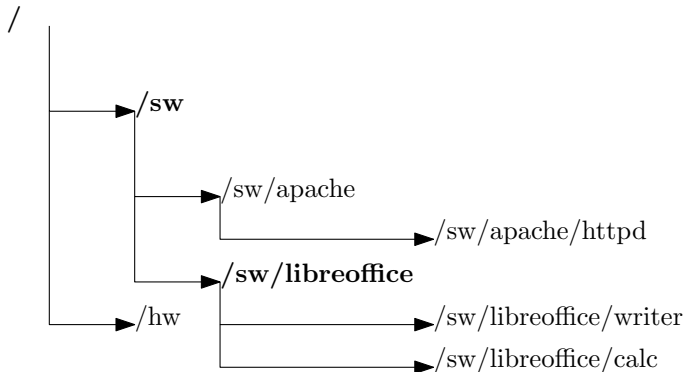 /
/sw
/sw/apache
/sw/apache/httpd
/sw/libreoffice
/hw
/sw/libreoffice/writer
/sw/libreoffice/calc